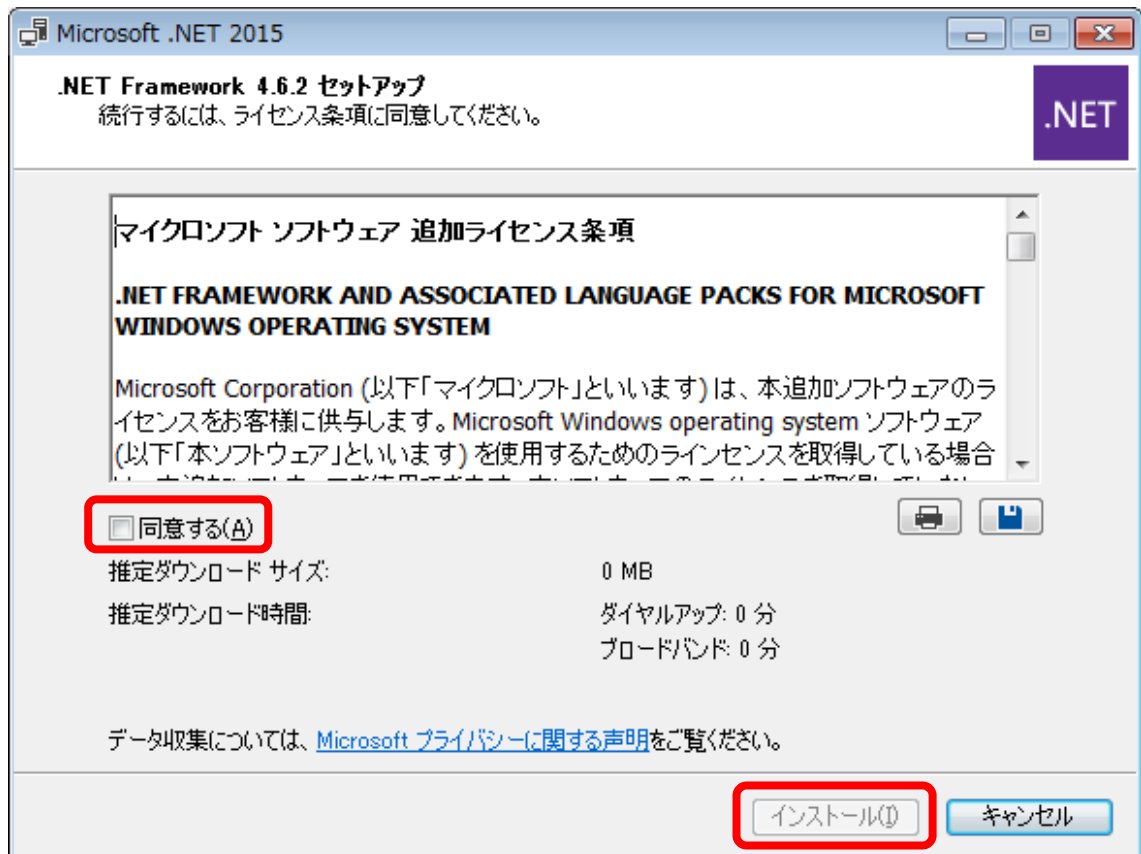 Microsoft .NET 2015
.NET Framework 4.6.2 セットアップ
続行するには、ライセンス条項に同意してください。
.NET
マイクロソフト ソフトウェア 追加ライセンス条項
.NET FRAMEWORK AND ASSOCIATED LANGUAGE PACKS FOR MICROSOFT
WINDOWS OPERATING SYSTEM
Microsoft Corporation (以下「マイクロソフト」といいます) は、本追加ソフトウェアのラ
イセンスをお客様に供与します。Microsoft Windows operating system ソフトウェア
(以下「本ソフトウェア」といいます) を使用するためのラインセンスを取得している場合
同意する(A)
推定ダウンロード サイズ: 0 MB
推定ダウンロード時間: ダイヤルアップ: 0 分
ブロードバンド: 0 分
データ収集については、Microsoft プライバシーに関する声明をご覧ください。
インストール(I)
キャンセル